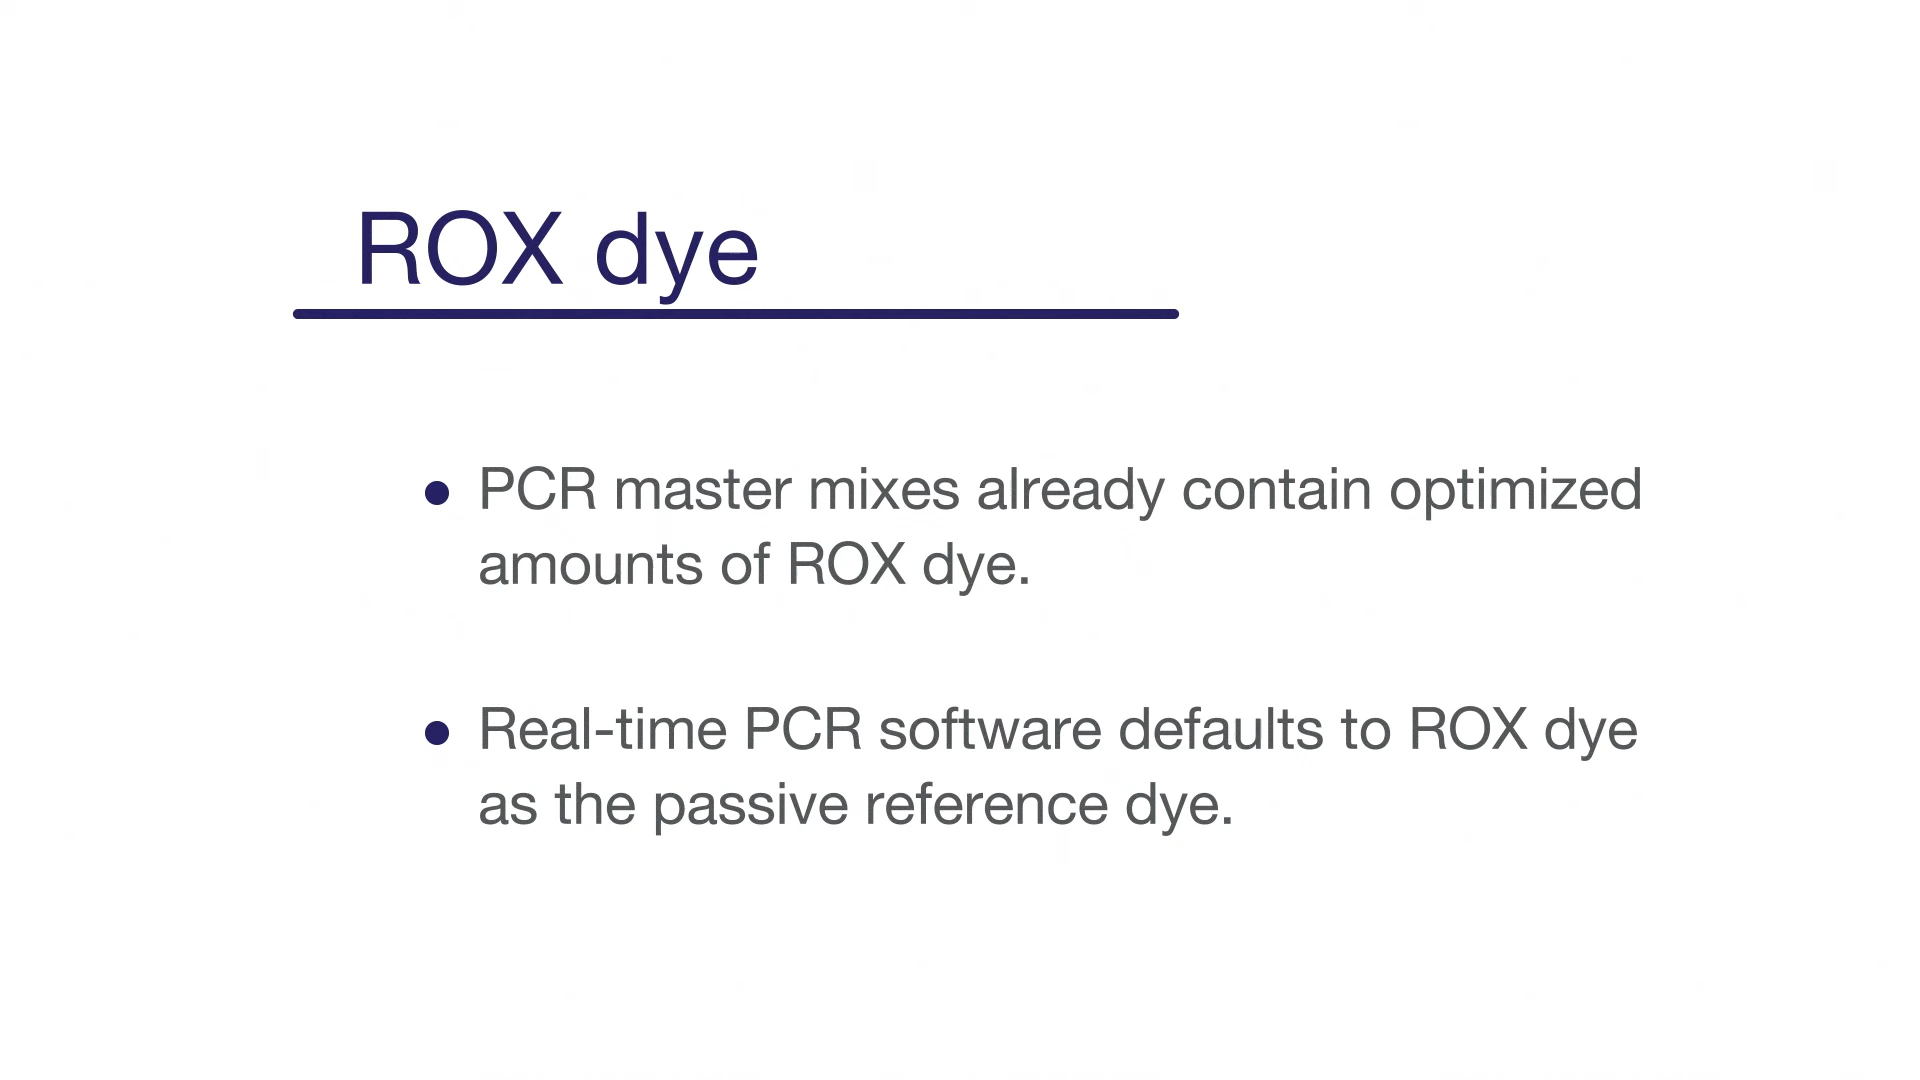 ROX dye
• PCR master mixes already contain optimized
amounts of ROX dye.
• Real-time PCR software defaults to ROX dye
as the passive reference dye.